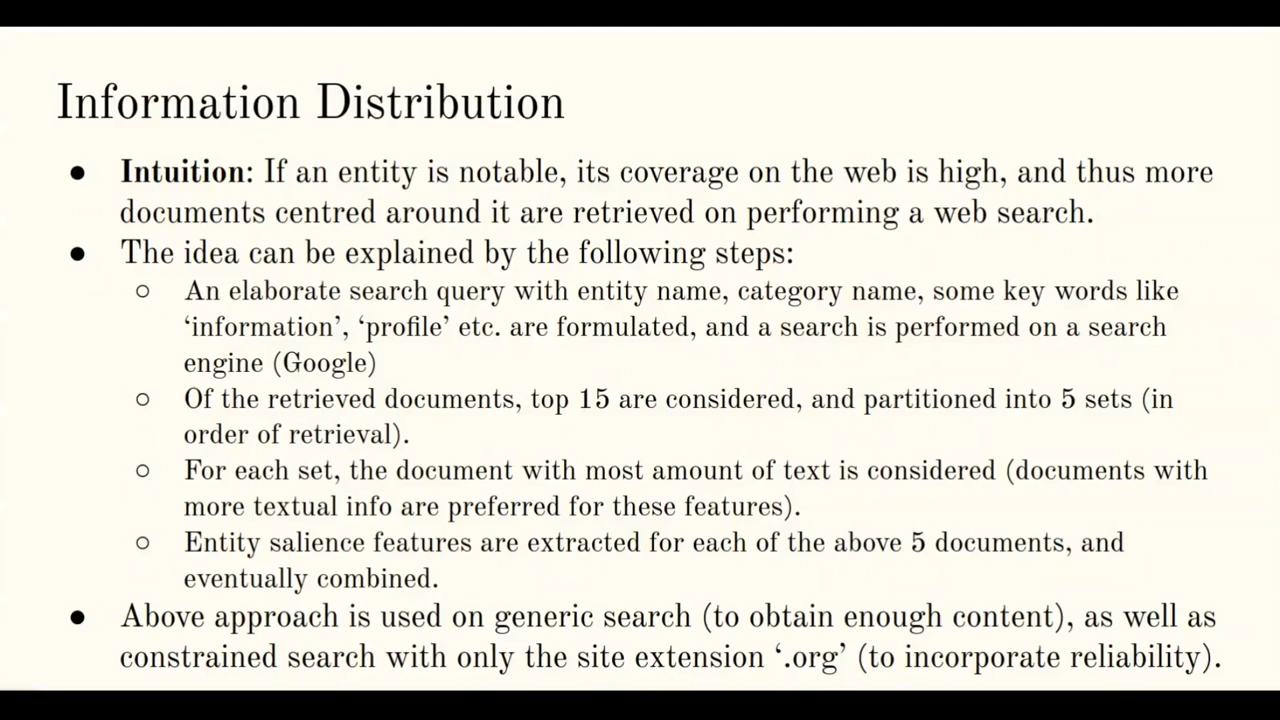 Information Distribution
● Intuition: If an entity is notable, its coverage on the web is high, and thus more
documents centred around it are retrieved on performing a web search.
● The idea can be explained by the following steps:
○ An elaborate search query with entity name, category name, some key words like
‘information’, ‘profile’ etc. are formulated, and a search is performed on a search
engine (Google)
○ Of the retrieved documents, top 15 are considered, and partitioned into 5 sets (in
order of retrieval).
○ For each set, the document with most amount of text is considered (documents with
more textual info are preferred for these features).
○ Entity salience features are extracted for each of the above 5 documents, and
eventually combined.
● Above approach is used on generic search (to obtain enough content), as well as
constrained search with only the site extension ‘.org’ (to incorporate reliability).